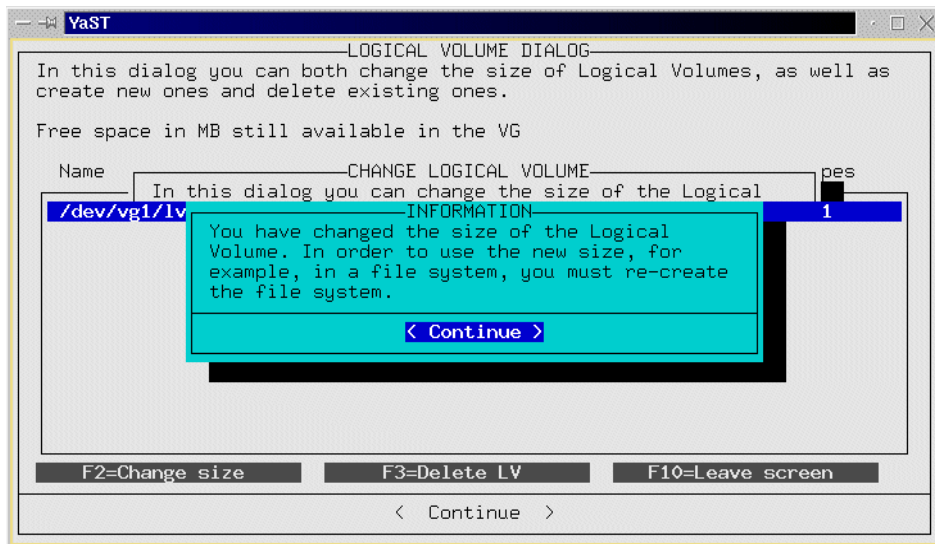 YaST
LOGICAL VOLUME DIALOG
In this dialog you can both change the size of Logical Volumes, as well as
create new ones and delete existing ones.
Free space in MB still available in the VG
Name
CHANGE LOGICAL VOLUME
pes
In this dialog you can change the size of the Logical
/dev/vg1/lv
1
INFORMATION
You have changed the size of the Logical
Volume. In order to use the new size, for
example, in a file system, you must re-create
the file system.
< Continue >
F2=Change size
F3=Delete LV
F10=Leave screen
< Continue >